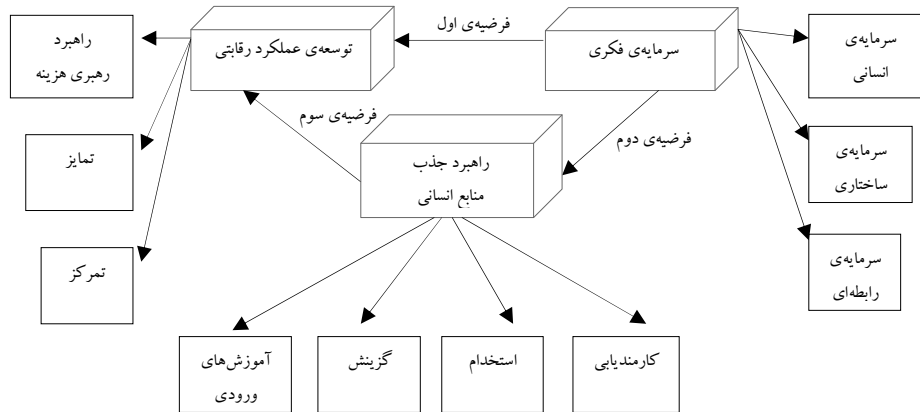 سرمایه‌ی
انسانی
فرضیه‌ی اول
سرمایه‌ی فکری
توسعه‌ی عملکرد رقابتی
راهبرد
رهبری هزینه
فرضیه‌ی دوم
فرضیه‌ی سوم
سرمایه‌ی
ساختاری
راهبرد جذب
منابع انسانی
تمایز
سرمایه‌ی
رابطه‌ای
تمرکز
کارمندیابی
استخدام
گزینش
آموزش‌های
ورودی